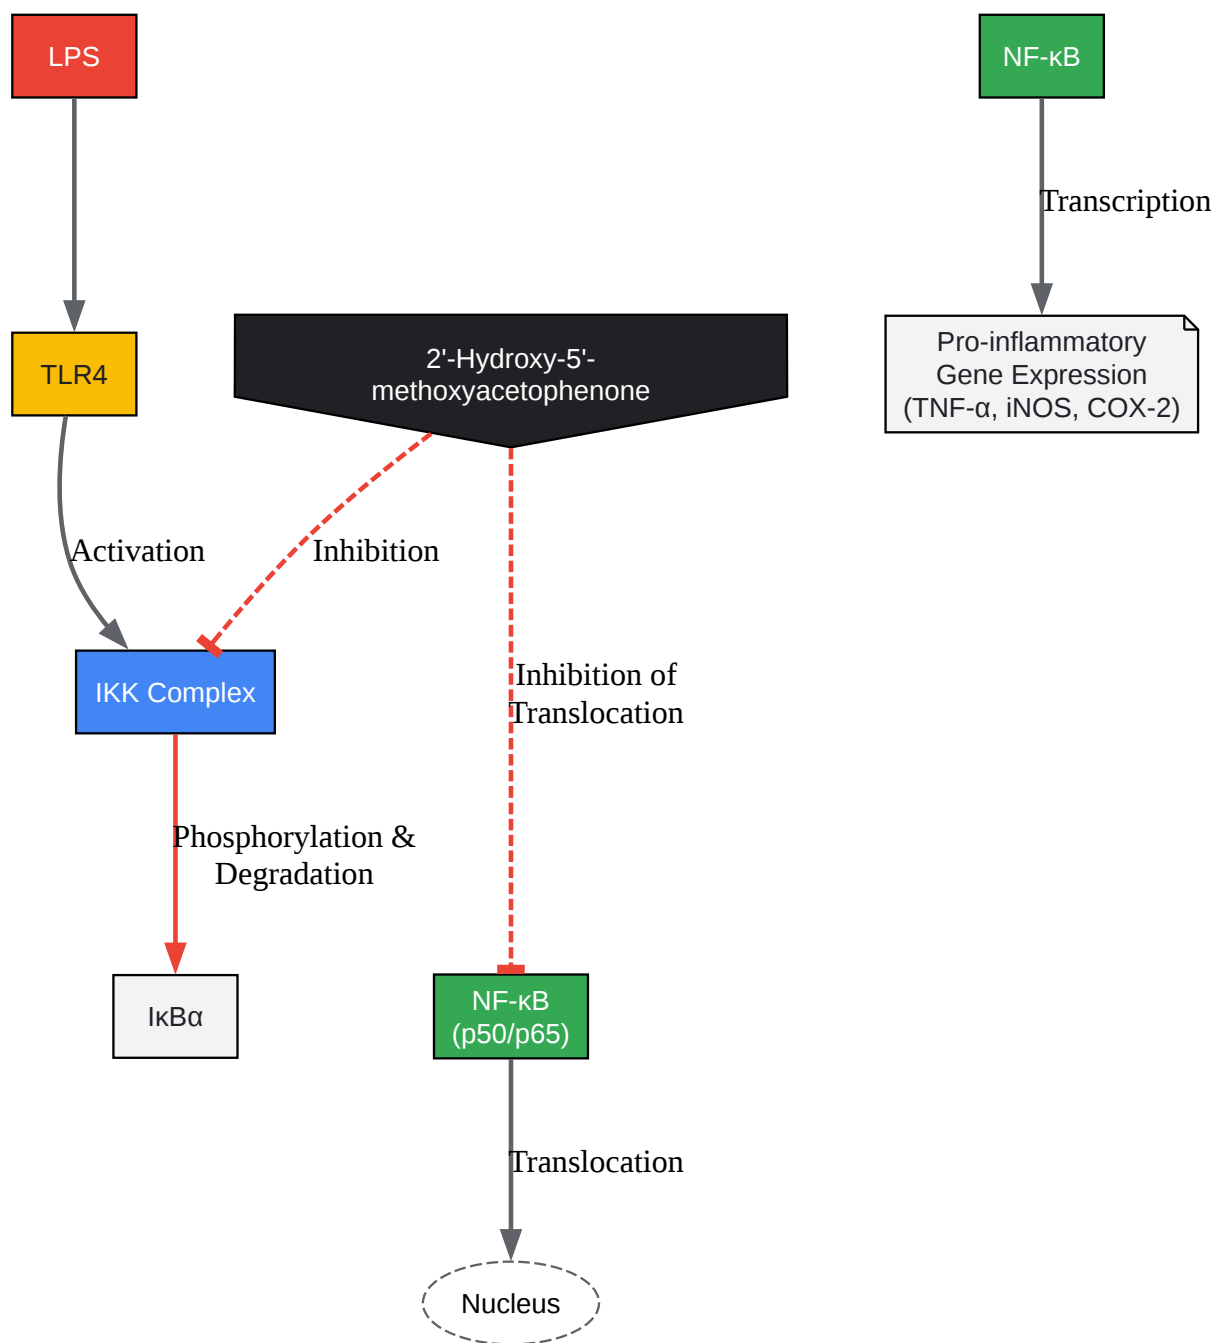 LPS
NF-κB
Transcription
TLR4
2'-Hydroxy-5'-
methoxyacetophenone
Pro-inflammatory
Gene Expression
(TNF-α, iNOS, COX-2)
Activation
Inhibition
Inhibition of
Translocation
IKK Complex
Phosphorylation &
Degradation
IκBα
NF-κB
(p50/p65)
Translocation
Nucleus